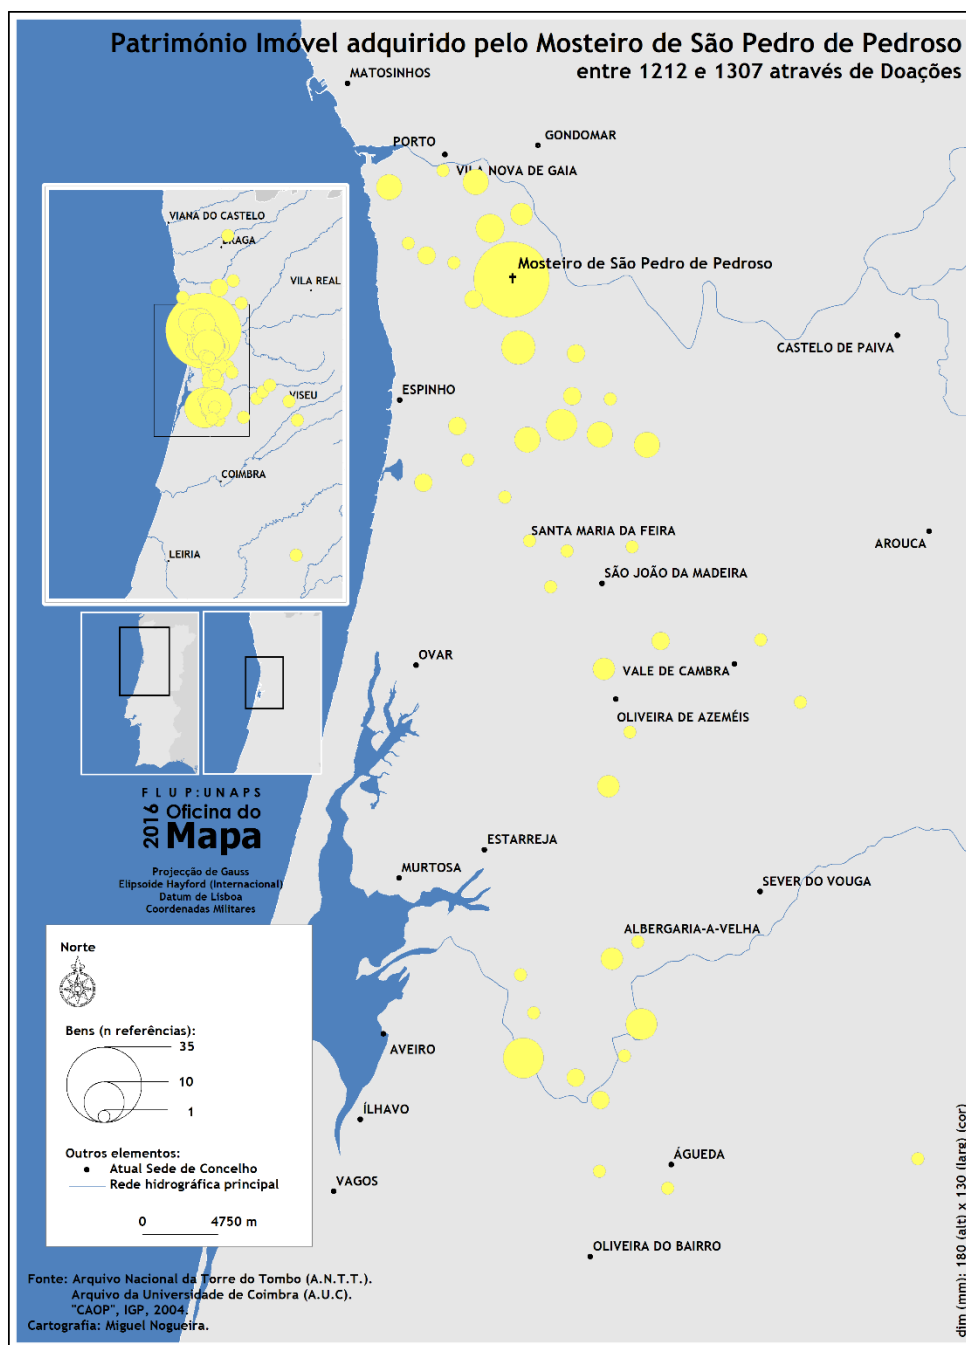 Património Imóvel adquirido pelo Mosteiro de São Pedro de Pedroso
entre 1212 e 1307 através de Doações
MATOSINHOS
PORTO
GONDOMAR
VILA NOVA DE GAIA
Mosteiro de São Pedro de Pedroso
CASTELO DE PAIVA
ESPINHO
SANTA MARIA DA FEIRA
AROUCA
SÃO JOÃO DA MADEIRA
OVAR
VALE DE CAMBRA
OLIVEIRA DE AZEMÉIS
ESTARREJA
MURTOSA
SEVER DO VOUGA
ALBERGARIA-A-VELHA
AVEIRO
ÍLHAVO
ÁGUEDA
VAGOS
OLIVEIRA DO BAIRRO
VIANA DO CASTELO
BRAGA
VILA REAL
VISEU
COIMBRA
LEIRIA
F L U P : U N A P S
2016 Oficina do
Mapa
Projecção de Gauss
Elipsoide Hayford (Internacional)
Datum de Lisboa
Coordenadas Militares
Norte
Bens (n referências):
35
10
1
Outros elementos:
Atual Sede de Concelho
Rede hidrográfica principal
0 4750 m
Fonte: Arquivo Nacional da Torre do Tombo (A.N.T.T.).
Arquivo da Universidade de Coimbra (A.U.C).
"CAOP", IGP, 2004.
Cartografia: Miguel Nogueira.
dim (mm): 180 (alt) x 130 (larg) (cor)